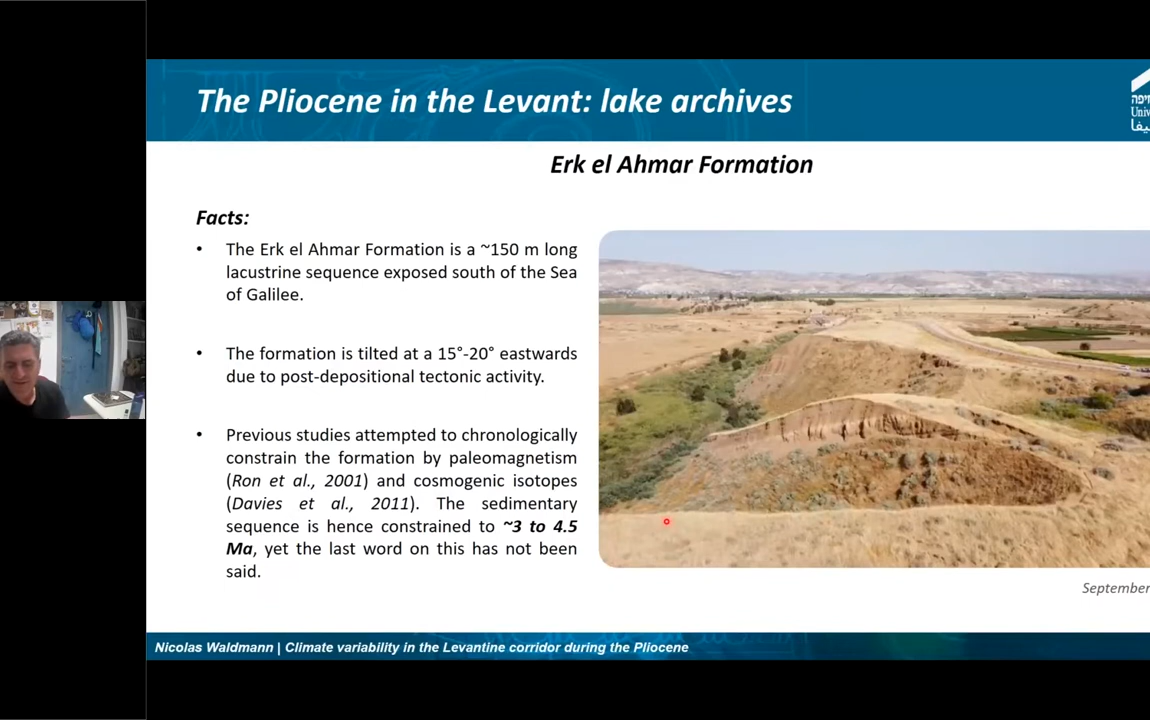 The Pliocene in the Levant: lake archives
חיפה
Univ
Erk el Ahmar Formation
Facts:
• The Erk el Ahmar Formation is a ~150 m long
lacustrine sequence exposed south of the Sea
of Galilee.
• The formation is tilted at a 15°-20° eastwards
due to post-depositional tectonic activity.
• Previous studies attempted to chronologically
constrain the formation by paleomagnetism
(Ron et al., 2001) and cosmogenic isotopes
(Davies et al., 2011). The sedimentary
sequence is hence constrained to ~3 to 4.5
Ma, yet the last word on this has not been
said.
September
Nicolas Waldmann | Climate variability in the Levantine corridor during the Pliocene